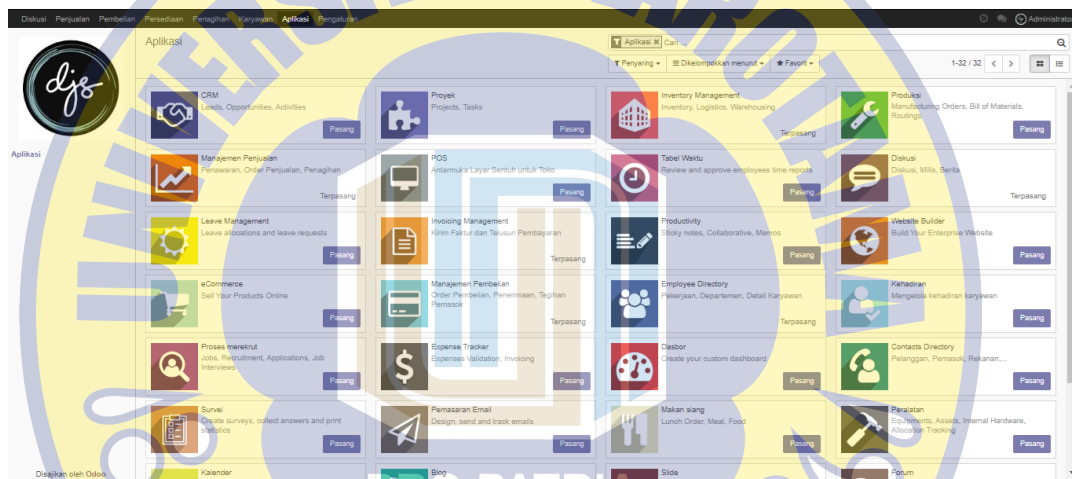 Diskusi Penjualan Pembelian Persediaan Penagihan Karyawan Aplikasi Pengaturan
Administrator
djs
Aplikasi
Aplikasi
Cari ...
Penyaring
Dikelompokkan menurut
Favorit
1-32 / 32
CRM
Leads, Opportunities, Activities
Pasang
Proyek
Projects, Tasks
Pasang
Inventory Management
Inventory, Logistics, Warehousing
Terpasang
Produksi
Manufacturing Orders, Bill of Materials,
Routings
Pasang
Manajemen Penjualan
Penawaran, Order Penjualan, Penagihan
Terpasang
POS
Antarmuka Layar Sentuh untuk Toko
Pasang
Tabel Waktu
Review and approve employees time reports
Pasang
Diskusi
Diskusi, Milis, Berita
Terpasang
Leave Management
Leave allocations and leave requests
Pasang
Invoicing Management
Kirim Faktur dan Telusuri Pembayaran
Terpasang
Productivity
Sticky notes, Collaborative, Memos
Pasang
Website Builder
Build Your Enterprise Website
Pasang
eCommerce
Sell Your Products Online
Pasang
Manajemen Pembelian
Order Pembelian, Penerimaan, Tagihan
Pemasok
Terpasang
Employee Directory
Pekerjaan, Departemen, Detail Karyawan
Terpasang
Kehadiran
Mengelola kehadiran karyawan
Pasang
Proses merekrut
Jobs, Recruitment, Applications, Job
Interviews
Pasang
Expense Tracker
Expenses Validation, Invoicing
Pasang
Dasbor
Create your custom dashboard
Pasang
Contacts Directory
Pelanggan, Pemasok, Rekanan,...
Pasang
Survei
Create surveys, collect answers and print
statistics
Pasang
Pemasaran Email
Design, send and track emails
Pasang
Makan siang
Lunch Order, Meal, Food
Pasang
Peralatan
Equipments, Assets, Internal Hardware,
Allocation Tracking
Pasang
Disajikan oleh Odoo
Kalender
Blog
Slide
Forum